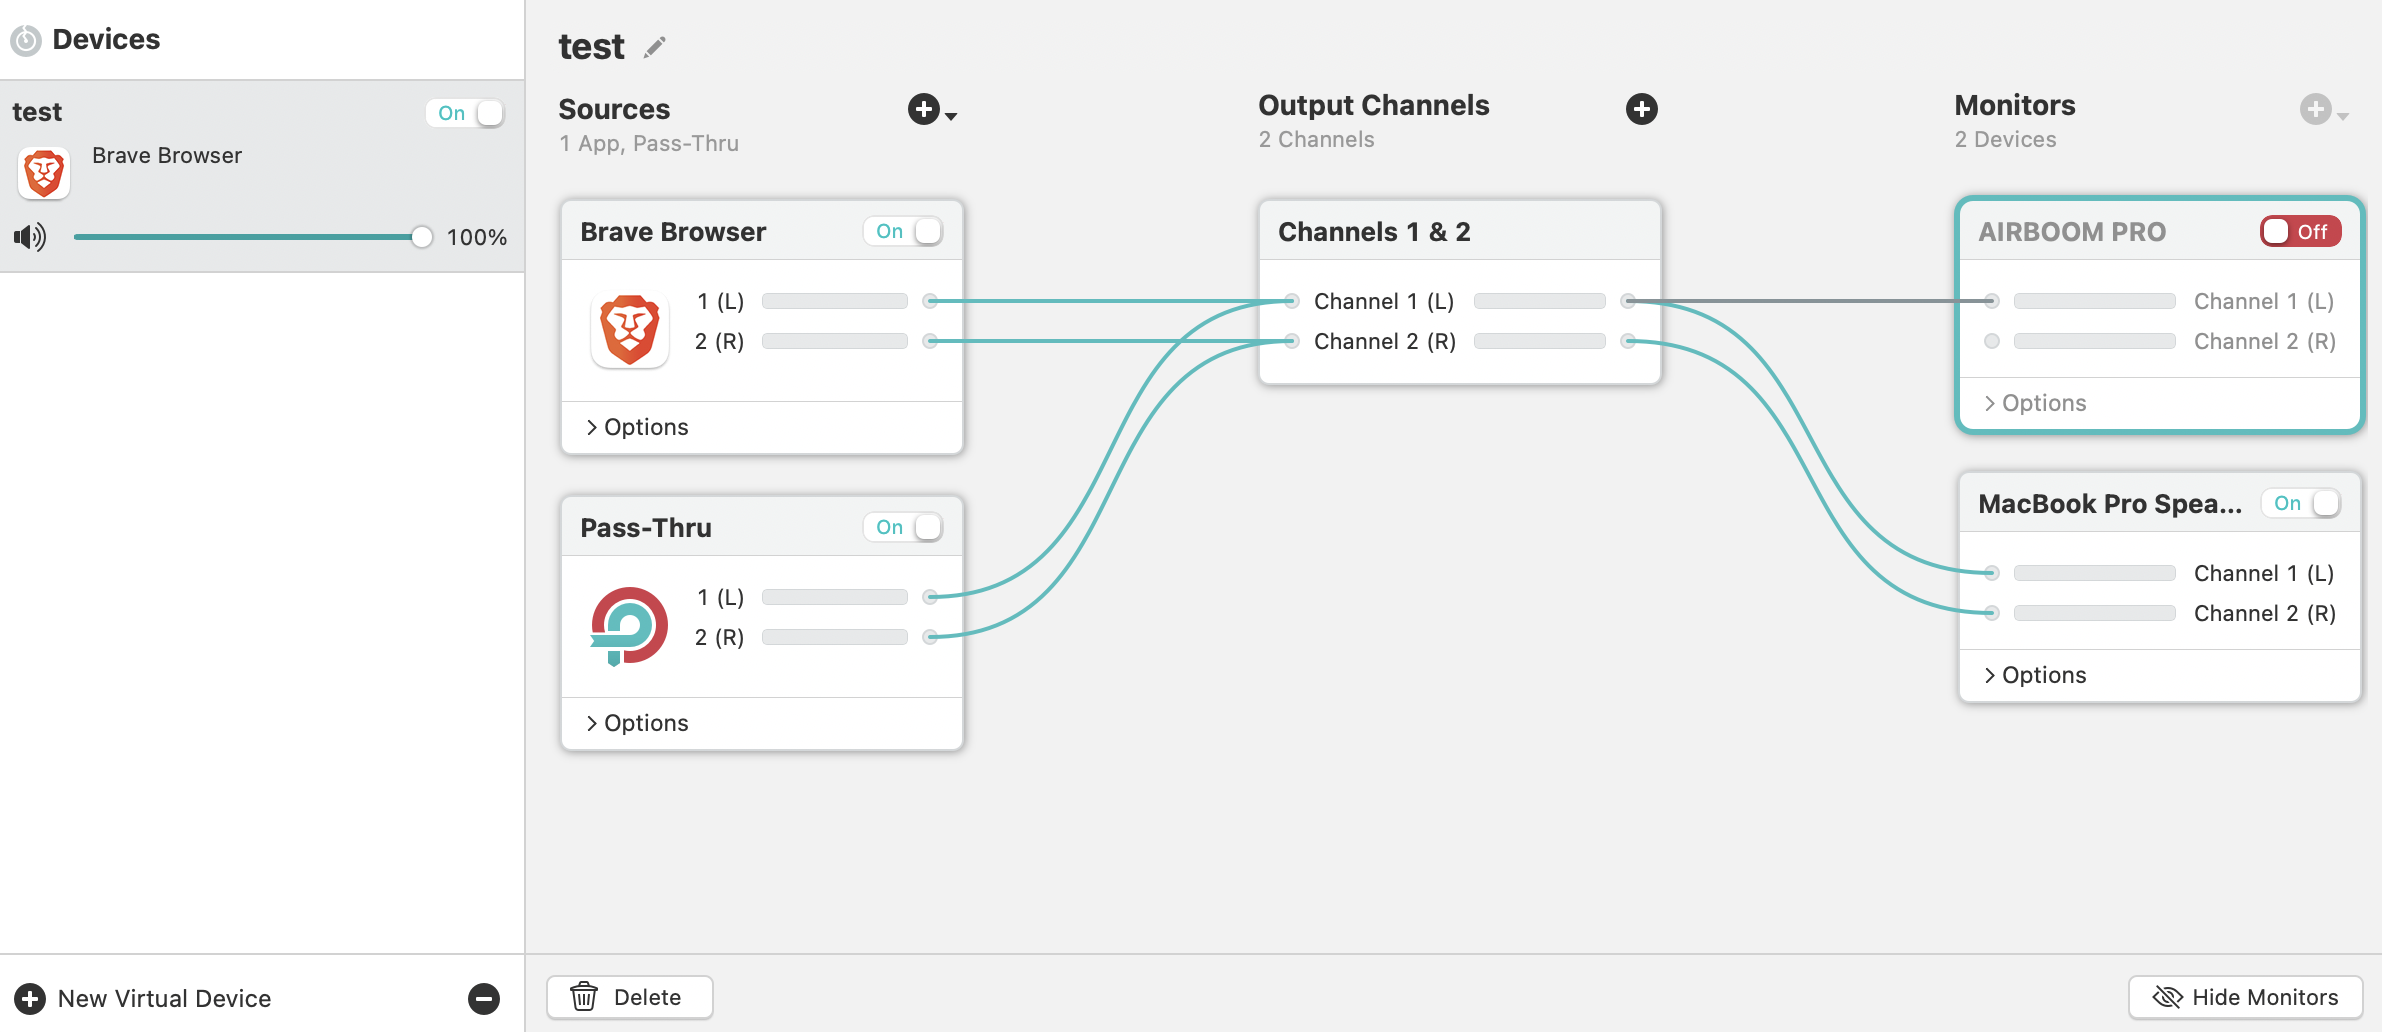 Devices
test
On
Brave Browser
100%
New Virtual Device
test
Sources
1 App, Pass-Thru
Brave Browser
On
1 (L)
2 (R)
Options
Pass-Thru
On
1 (L)
2 (R)
Options
Output Channels
2 Channels
Channels 1 & 2
Channel 1 (L)
Channel 2 (R)
Monitors
2 Devices
AIRBOOM PRO
Off
Channel 1 (L)
Channel 2 (R)
Options
MacBook Pro Spea...
On
Channel 1 (L)
Channel 2 (R)
Options
Delete
Hide Monitors